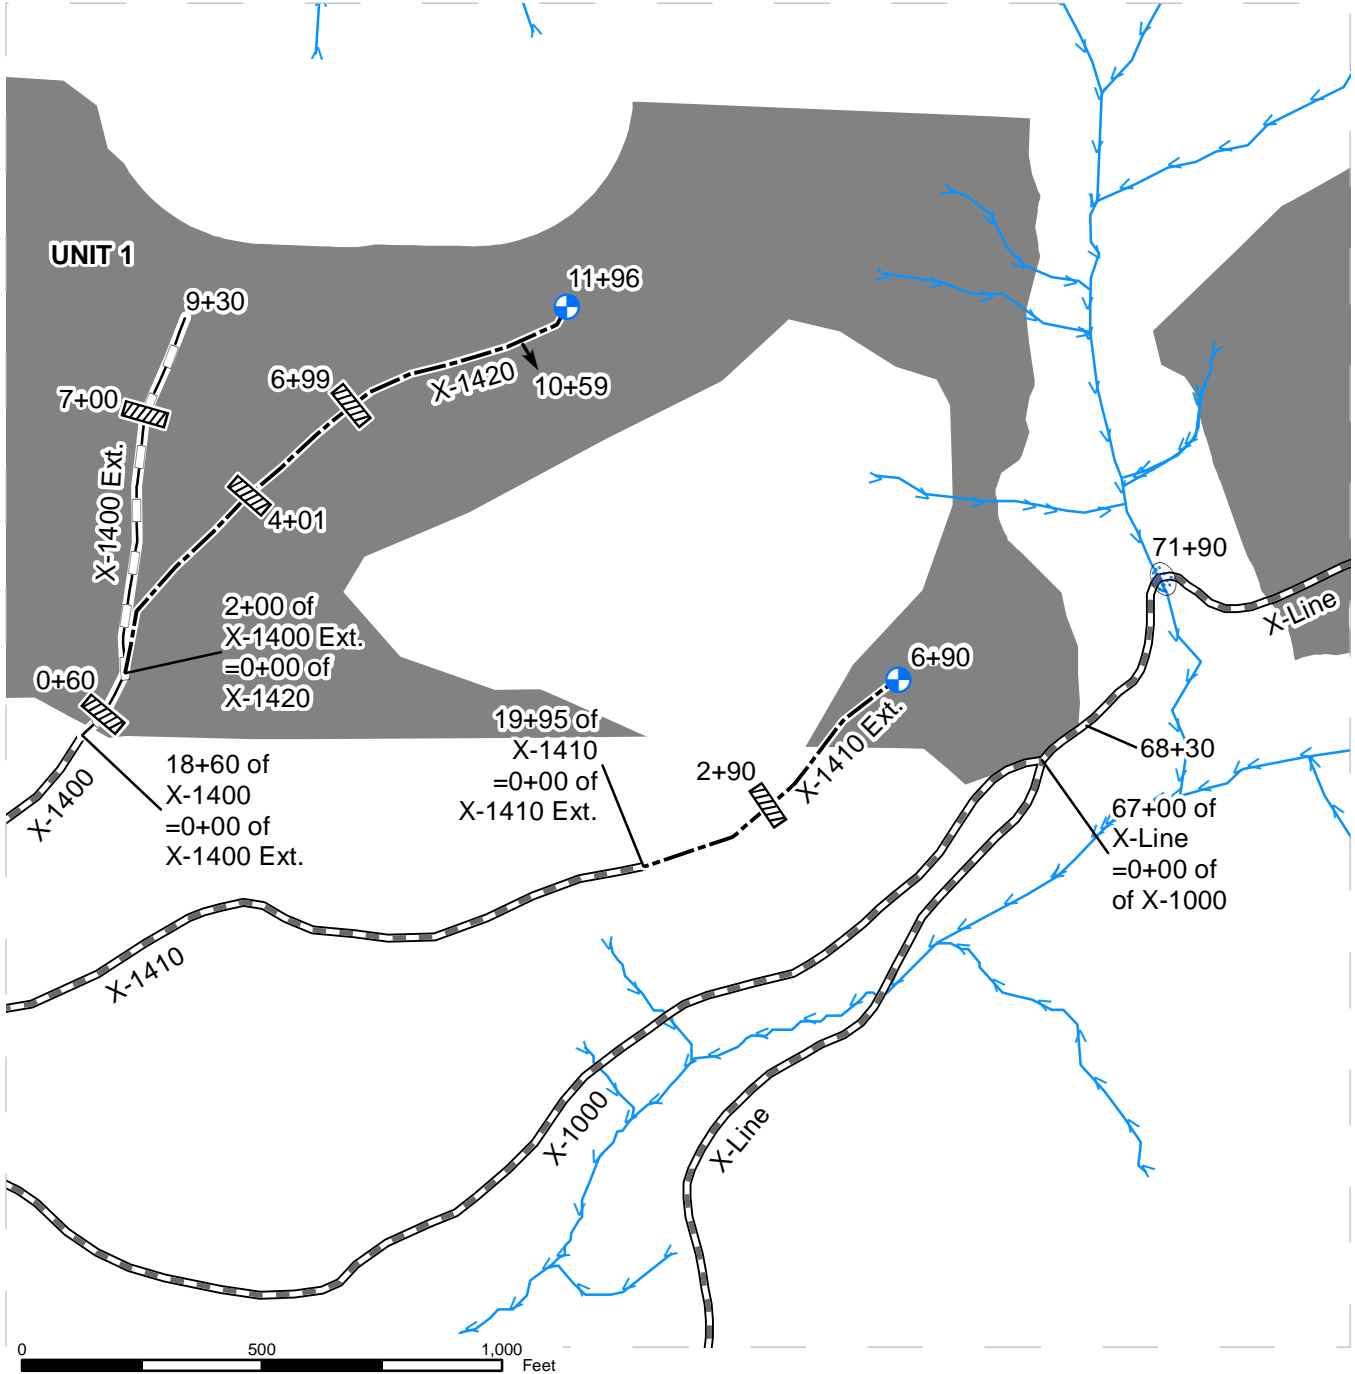 UNIT 1
9+30
11+96
6+99
X-1420
10+59
7+00
X-1400 Ext.
4+01
71+90
2+00 of
X-1400 Ext.
=0+00 of
X-1420
X-Line
0+60
6+90
19+95 of
X-1410
=0+00 of
X-1410 Ext.
X-1410 Ext.
68+30
2+90
18+60 of
X-1400
=0+00 of
X-1400 Ext.
X-1400
67+00 of
X-Line
=0+00 of
of X-1000
X-1410
X-1000
X-Line
0 500 1,000
Feet